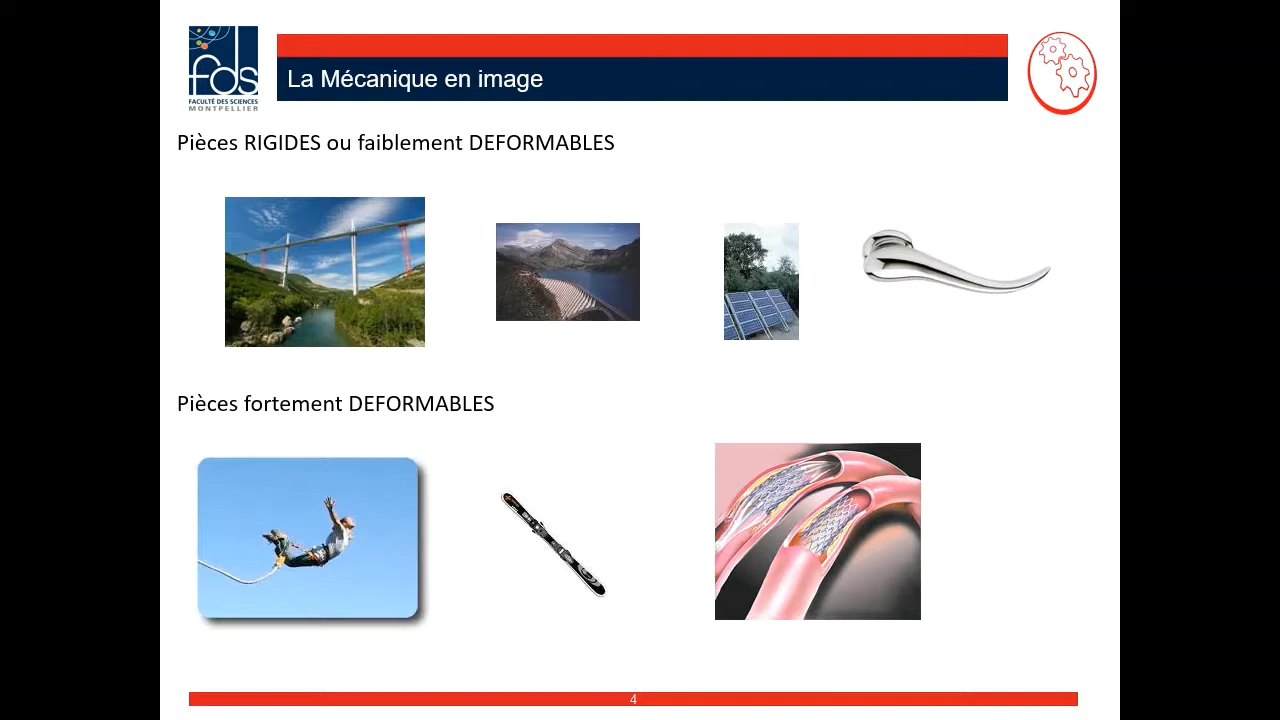 fds
FACULTÉ DES SCIENCES
MONTPELLIER
La Mécanique en image
Pièces RIGIDES ou faiblement DEFORMABLES
Pièces fortement DEFORMABLES
4